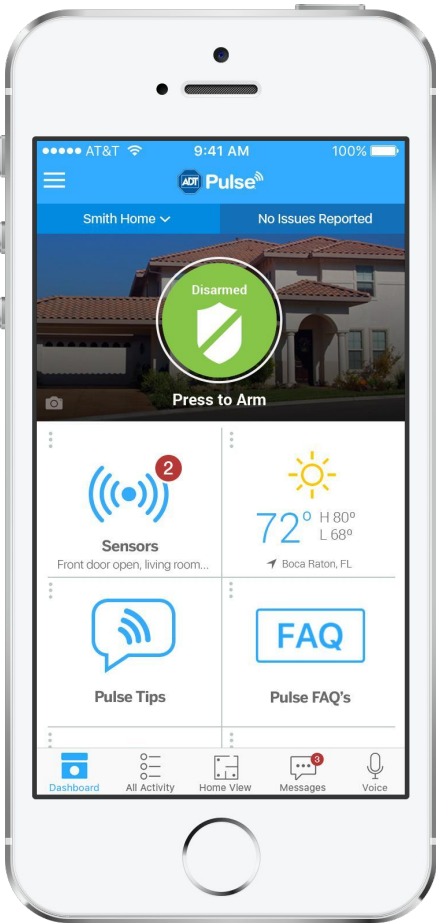 AT&T 9:41 AM 100%
ADT Pulse
Smith Home No Issues Reported
Disarmed
Press to Arm
2
Sensors
Front door open, living room...
72° H 80°
L 68°
Boca Raton, FL
Pulse Tips
FAQ
Pulse FAQ's
3
Dashboard All Activity Home View Messages Voice